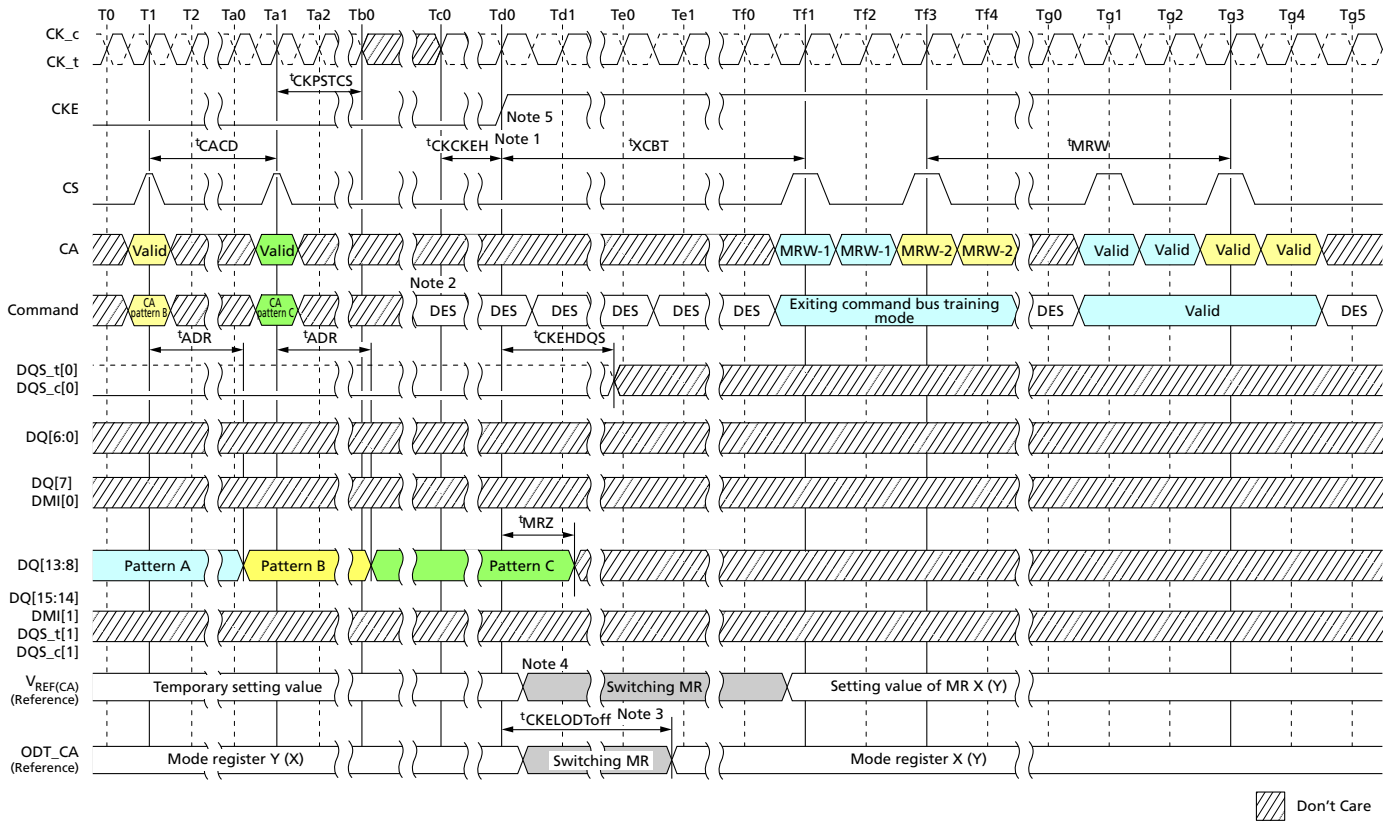 T0 T1 T2 Ta0 Ta1 Ta2 Tb0 Tc0 Td0 Td1 Te0 Te1 Tf0 Tf1 Tf2 Tf3 Tf4 Tg0 Tg1 Tg2 Tg3 Tg4 Tg5
CK_c
CK_t
tCKPSTCS
CKE
Note 5
tCACD tCKCKEH Note 1 tXCBT tMRW
CS
CA Valid Valid MRW-1 MRW-1 MRW-2 MRW-2 Valid Valid Valid Valid
Note 2
Command CA pattern B CA pattern C DES DES DES DES DES DES Exiting command bus training mode DES Valid DES
tADR tADR tCKEHDQS
DQS_t[0]
DQS_c[0]
DQ[6:0]
DQ[7]
DMI[0]
tMRZ
DQ[13:8] Pattern A Pattern B Pattern C
DQ[15:14]
DMI[1]
DQS_t[1]
DQS_c[1]
Note 4
VREF(CA) Temporary setting value Switching MR Setting value of MR X (Y)
(Reference)
tCKELODToff Note 3
ODT_CA Mode register Y (X) Switching MR Mode register X (Y)
(Reference)
Don't Care